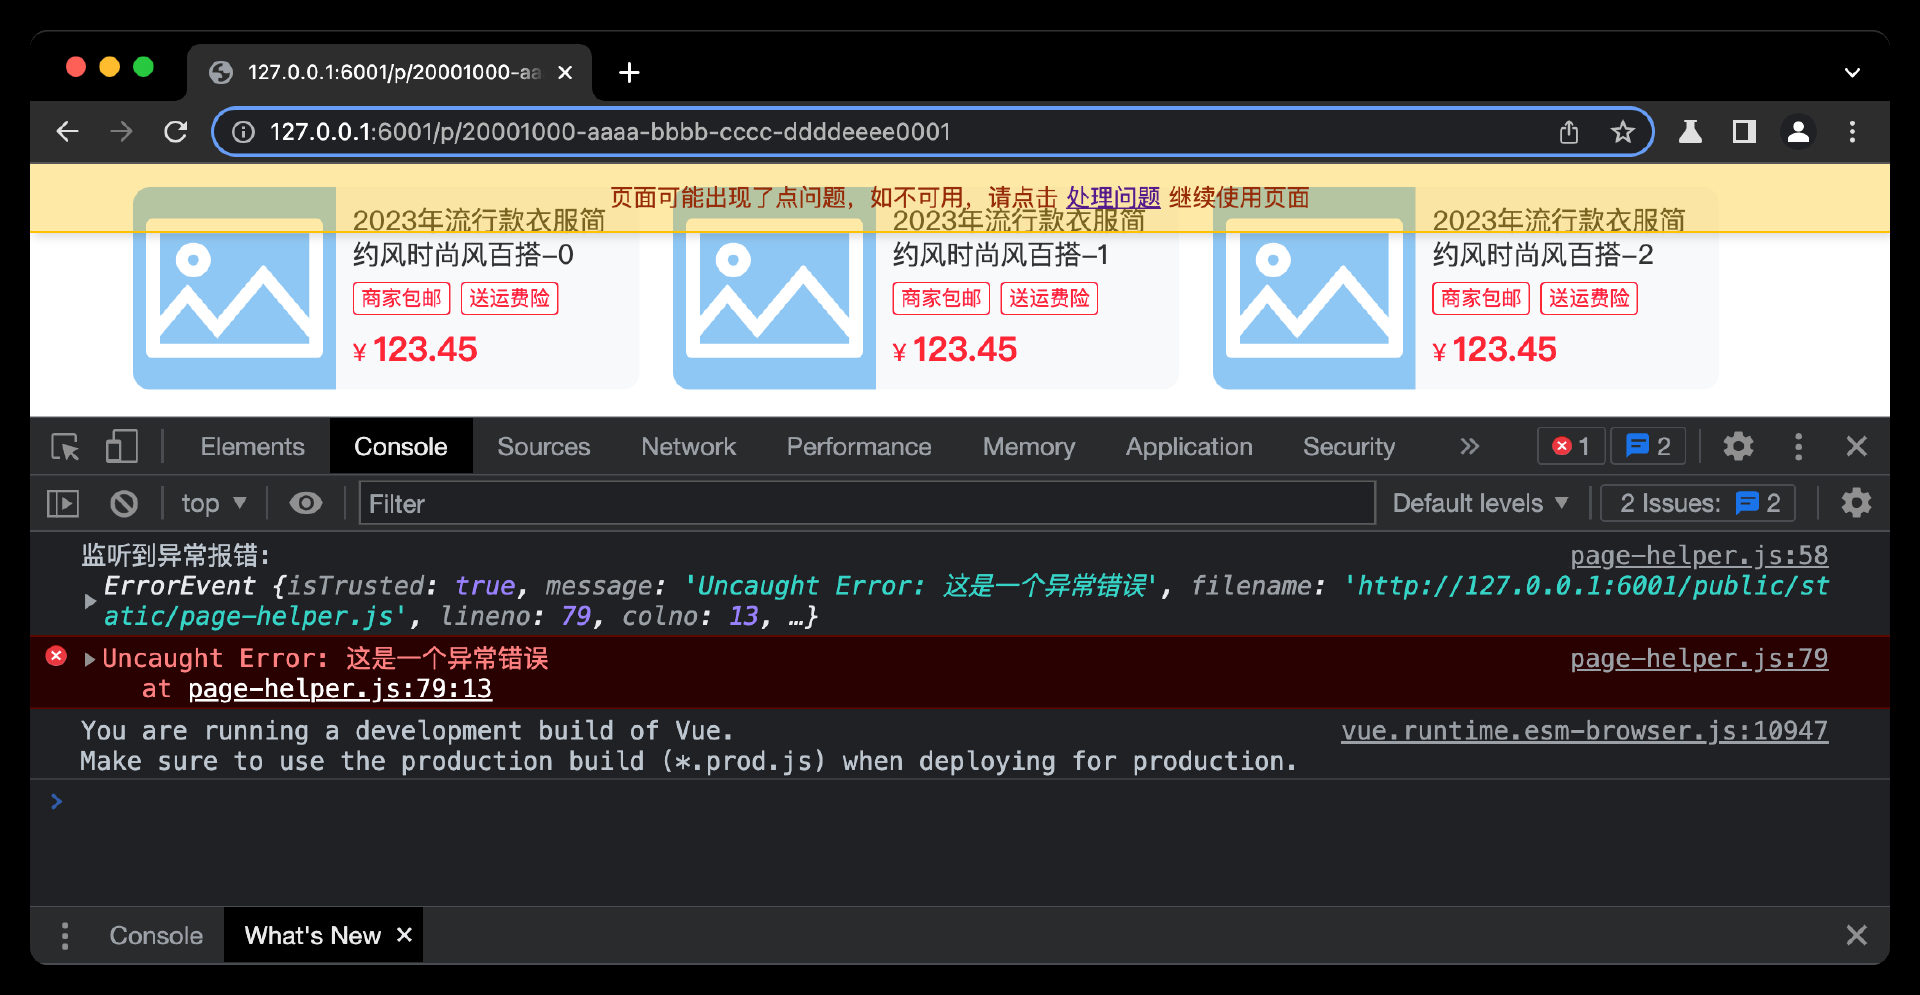 127.0.0.1:6001/p/20001000-aa
127.0.0.1:6001/p/20001000-aaaa-bbbb-cccc-ddddeeee0001
页面可能出现了点问题，如不可用，请点击 处理问题 继续使用页面
2023年流行款衣服简
约风时尚风百搭-0
商家包邮 送运费险
¥ 123.45
2023年流行款衣服简
约风时尚风百搭-1
商家包邮 送运费险
¥ 123.45
2023年流行款衣服简
约风时尚风百搭-2
商家包邮 送运费险
¥ 123.45
Elements Console Sources Network Performance Memory Application Security » 1 2
top Filter Default levels 2 Issues: 2
监听到异常报错: page-helper.js:58
ErrorEvent {isTrusted: true, message: 'Uncaught Error: 这是一个异常错误', filename: 'http://127.0.0.1:6001/public/st
atic/page-helper.js', lineno: 79, colno: 13, …}
Uncaught Error: 这是一个异常错误 page-helper.js:79
at page-helper.js:79:13
You are running a development build of Vue. vue.runtime.esm-browser.js:10947
Make sure to use the production build (*.prod.js) when deploying for production.
Console What's New